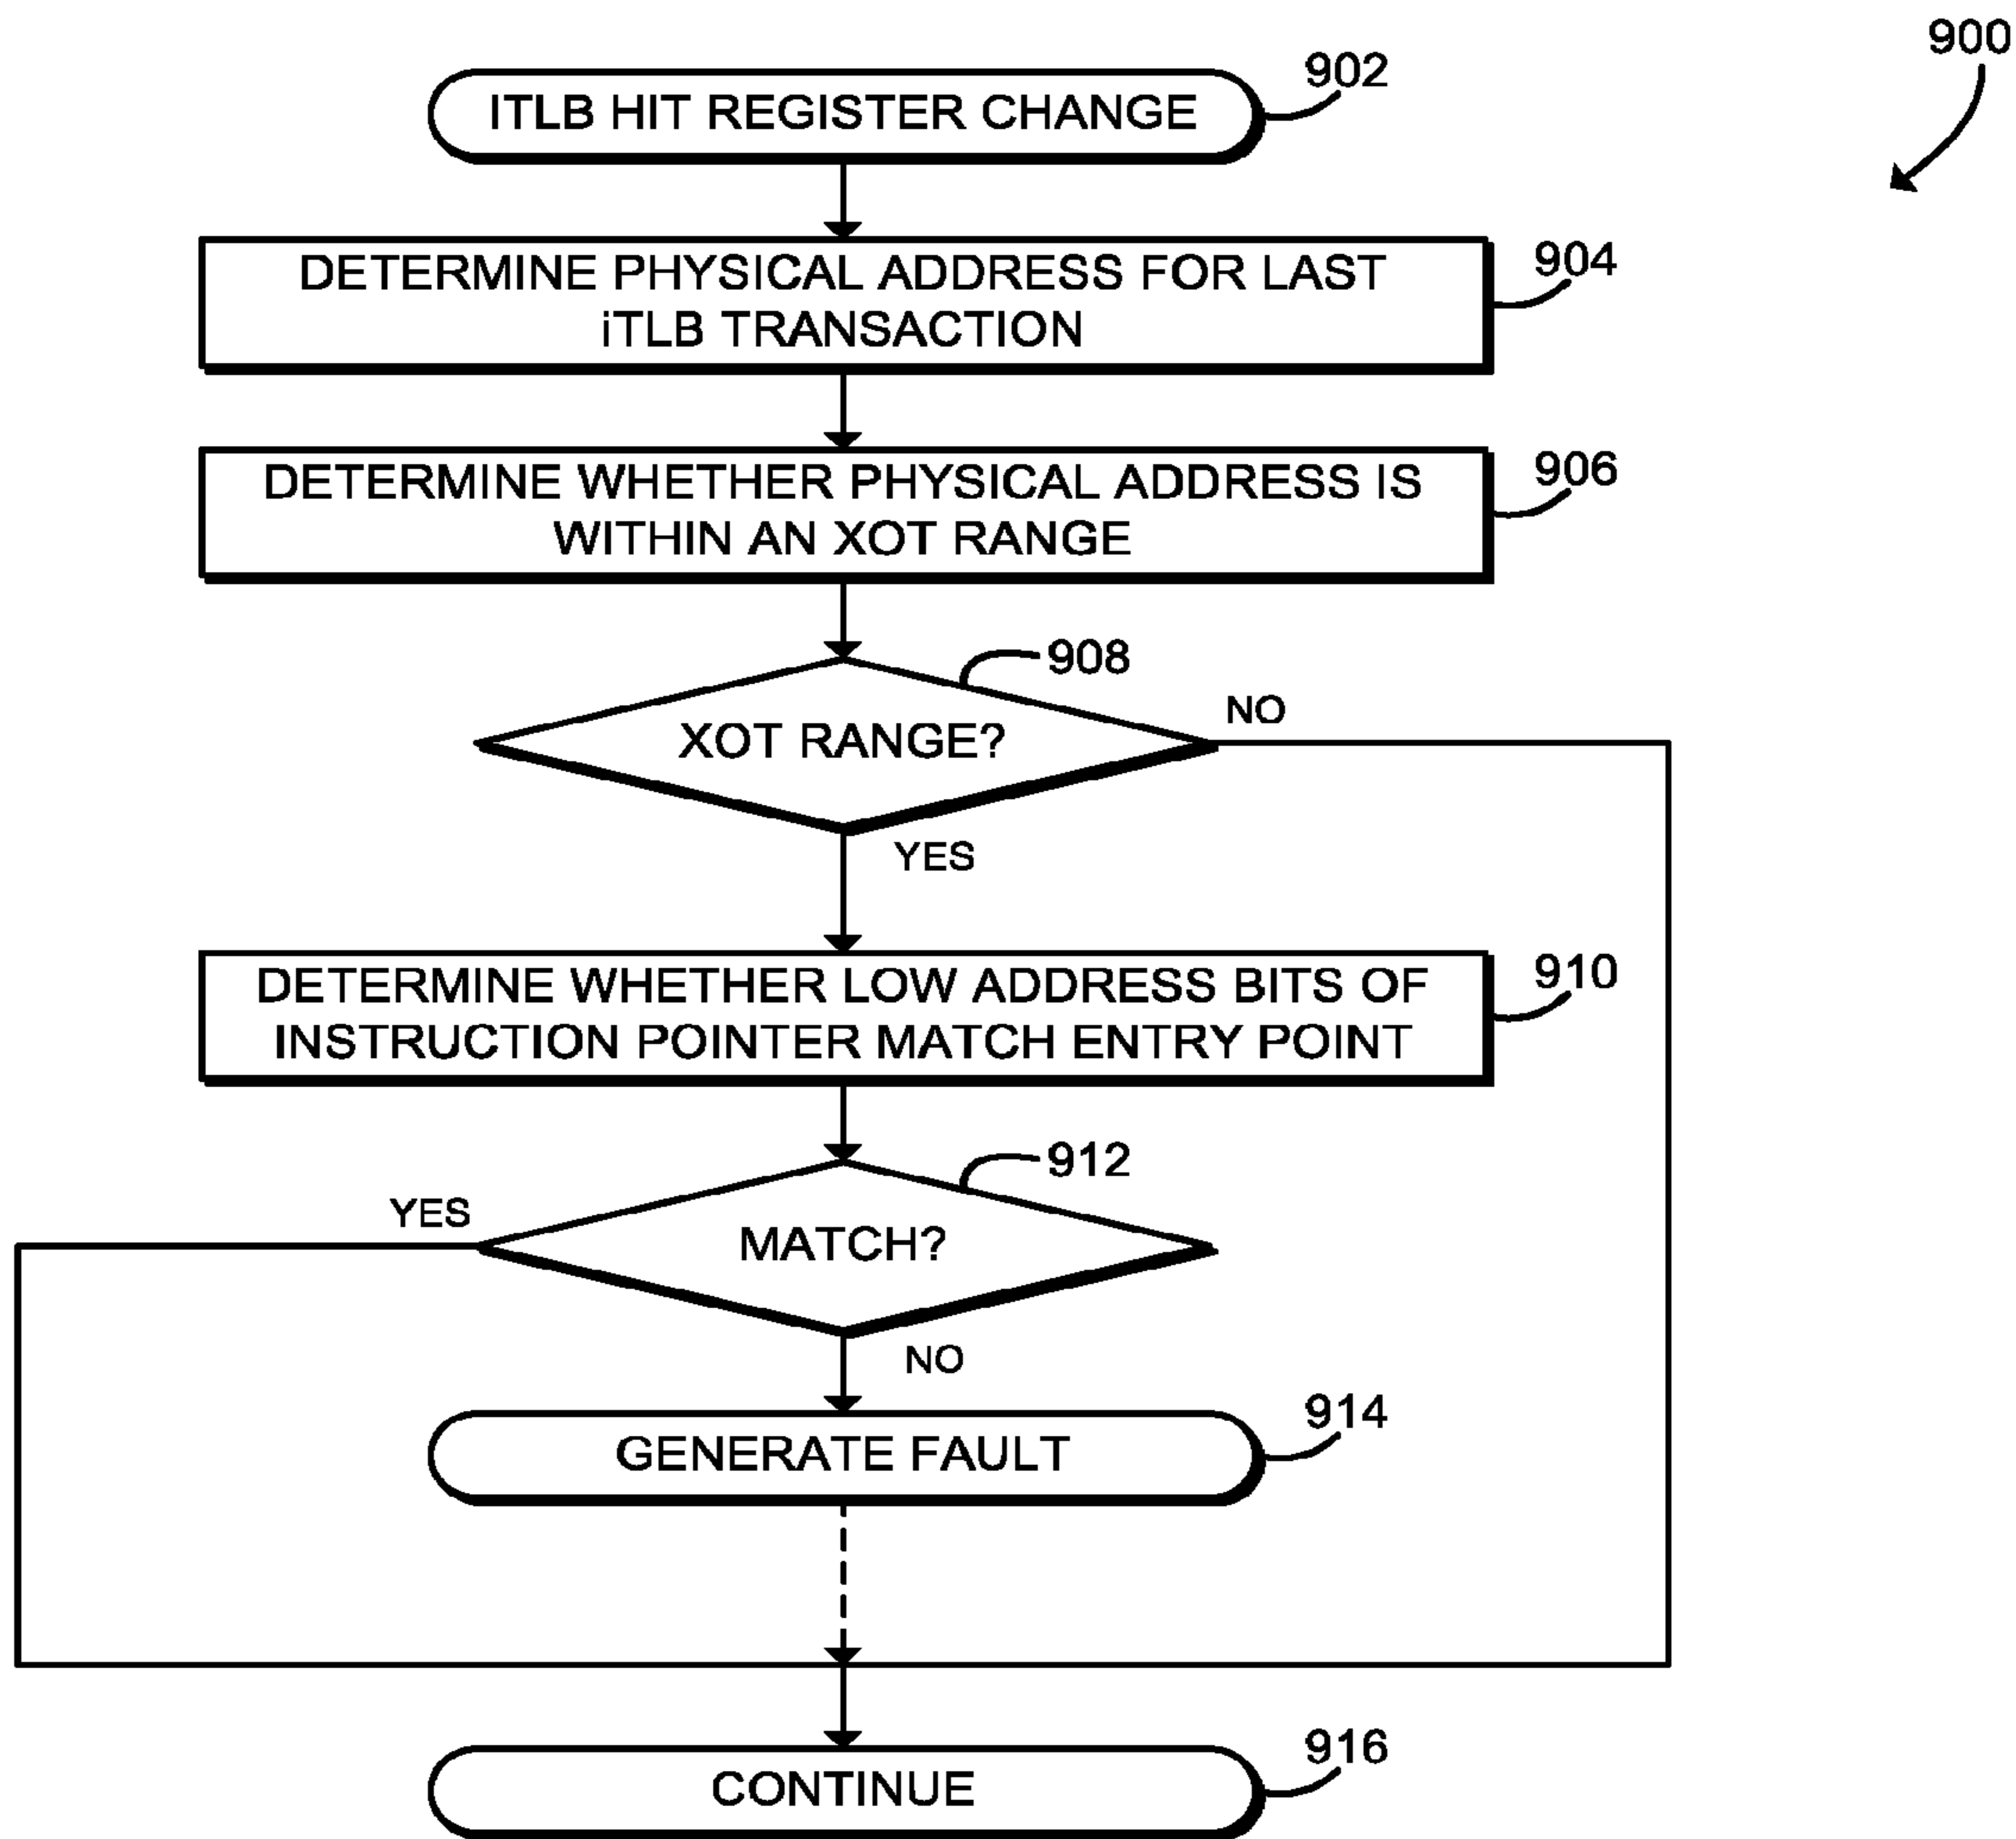 900
ITLB HIT REGISTER CHANGE
902
DETERMINE PHYSICAL ADDRESS FOR LAST
iTLB TRANSACTION
904
DETERMINE WHETHER PHYSICAL ADDRESS IS
WITHIN AN XOT RANGE
906
908
XOT RANGE?
NO
YES
DETERMINE WHETHER LOW ADDRESS BITS OF
INSTRUCTION POINTER MATCH ENTRY POINT
910
912
YES
MATCH?
NO
GENERATE FAULT
914
CONTINUE
916